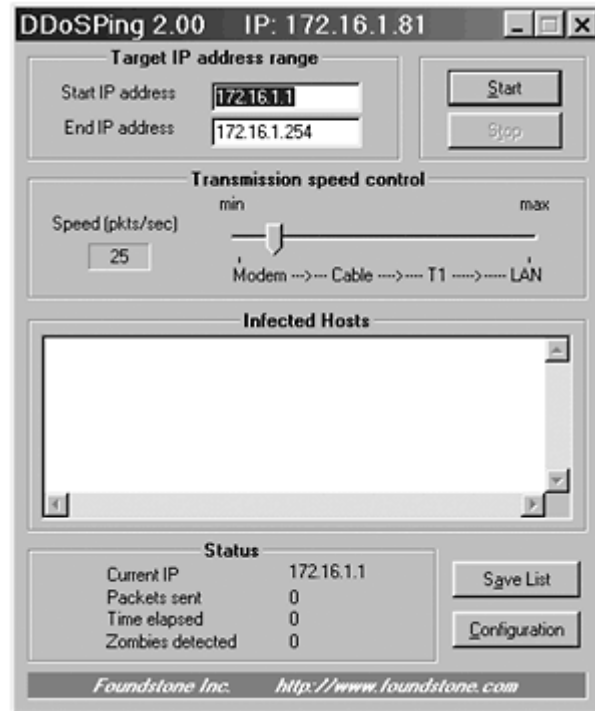 DDoSPing 2.00 IP: 172.16.1.81
Target IP address range
Start IP address 172.16.1.1
End IP address 172.16.1.254
Start
Stop
Transmission speed control
min max
Speed (pkts/sec)
25
Modem --->--- Cable --->---- T1 ---->----- LAN
Infected Hosts
Status
Current IP 172.16.1.1
Packets sent 0
Time elapsed 0
Zombies detected 0
Save List
Configuration
Foundstone Inc. http://www.foundstone.com